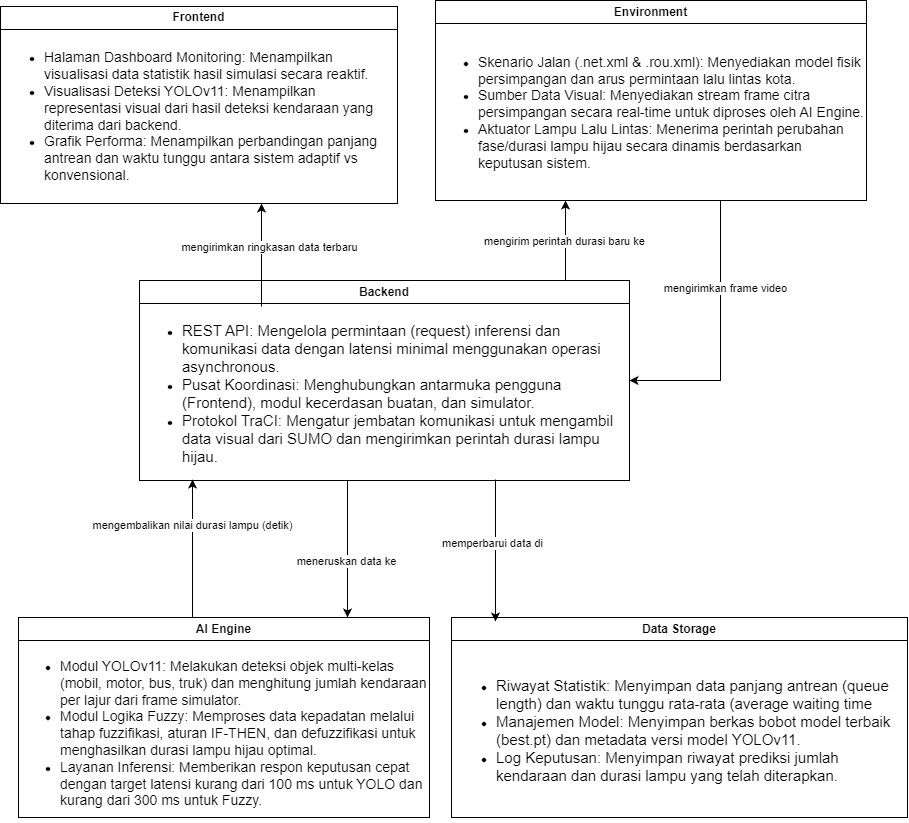 Frontend
• Halaman Dashboard Monitoring: Menampilkan
visualisasi data statistik hasil simulasi secara reaktif.
• Visualisasi Deteksi YOLOv11: Menampilkan
representasi visual dari hasil deteksi kendaraan yang
diterima dari backend.
• Grafik Performa: Menampilkan perbandingan panjang
antrean dan waktu tunggu antara sistem adaptif vs
konvensional.
Environment
• Skenario Jalan (.net.xml & .rou.xml): Menyediakan model fisik
persimpangan dan arus permintaan lalu lintas kota.
• Sumber Data Visual: Menyediakan stream frame citra
persimpangan secara real-time untuk diproses oleh AI Engine.
• Aktuator Lampu Lalu Lintas: Menerima perintah perubahan
fase/durasi lampu hijau secara dinamis berdasarkan
keputusan sistem.
mengirimkan ringkasan data terbaru
mengirim perintah durasi baru ke
mengirimkan frame video
Backend
• REST API: Mengelola permintaan (request) inferensi dan
komunikasi data dengan latensi minimal menggunakan operasi
asynchronous.
• Pusat Koordinasi: Menghubungkan antarmuka pengguna
(Frontend), modul kecerdasan buatan, dan simulator.
• Protokol TraCI: Mengatur jembatan komunikasi untuk mengambil
data visual dari SUMO dan mengirimkan perintah durasi lampu
hijau.
mengembalikan nilai durasi lampu (detik)
meneruskan data ke
memperbarui data di
AI Engine
• Modul YOLOv11: Melakukan deteksi objek multi-kelas
(mobil, motor, bus, truk) dan menghitung jumlah kendaraan
per lajur dari frame simulator.
• Modul Logika Fuzzy: Memproses data kepadatan melalui
tahap fuzzifikasi, aturan IF-THEN, dan defuzzifikasi untuk
menghasilkan durasi lampu hijau optimal.
• Layanan Inferensi: Memberikan respon keputusan cepat
dengan target latensi kurang dari 100 ms untuk YOLO dan
kurang dari 300 ms untuk Fuzzy.
Data Storage
• Riwayat Statistik: Menyimpan data panjang antrean (queue
length) dan waktu tunggu rata-rata (average waiting time
• Manajemen Model: Menyimpan berkas bobot model terbaik
(best.pt) dan metadata versi model YOLOv11.
• Log Keputusan: Menyimpan riwayat prediksi jumlah
kendaraan dan durasi lampu yang telah diterapkan.